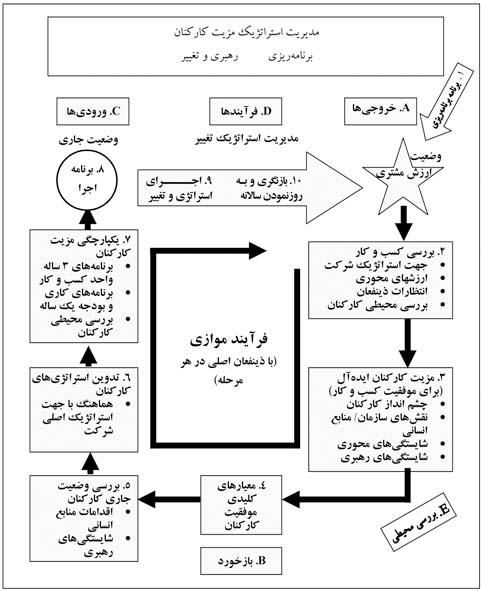 مدیریت استراتژیک مزیت کارکنان
برنامه‌ریزی رهبری و تغییر
۱. برنامه برنامه‌ریزی
A. خروجی‌ها
D. فرآیندها
C. ورودی‌ها
مدیریت استراتژیک تغییر
وضعیت جاری
وضعیت
ارزش مشتری
۸. برنامه
اجرا
۹. اجـــــرای
استراتژی و تغییر
۱۰. بازنگری و بـه
روزنمودن سالانه
۲. بررسی کسب و کار
• جهت استراتژیک شرکت
• ارزشهای محوری
• انتظارات ذینفعان
• بررسی محیطی کارکنان
۳. مزیت کارکنان ایده‌آل
(برای موفقیت کسب و کار)
• چشم انداز کارکنان
• نقش‌های سازمان/ منابع
انسانی
• شایستگی‌های محوری
• شایستگی‌های رهبری
۴. معیارهای
کلیدی
موفقیت
کارکنان
۵. بررسی وضعیت
جاری کارکنان
• اقدامات منابع
انسانی
• شایستگی‌های
رهبری
۶. تدوین استراتژی‌های
کارکنان
• هماهنگ با جهت
استراتژیک اصلی
شرکت
۷. یکپارچگی مزیت
کارکنان
• برنامه‌های ۳ ساله
واحد کسب و کار
• برنامه‌های کاری
و بودجه یک ساله
• بررسی محیطی
کارکنان
فرآیند موازی
(با ذینفعان اصلی در هر
مرحله)
B. بازخورد
E. بررسی محیطی